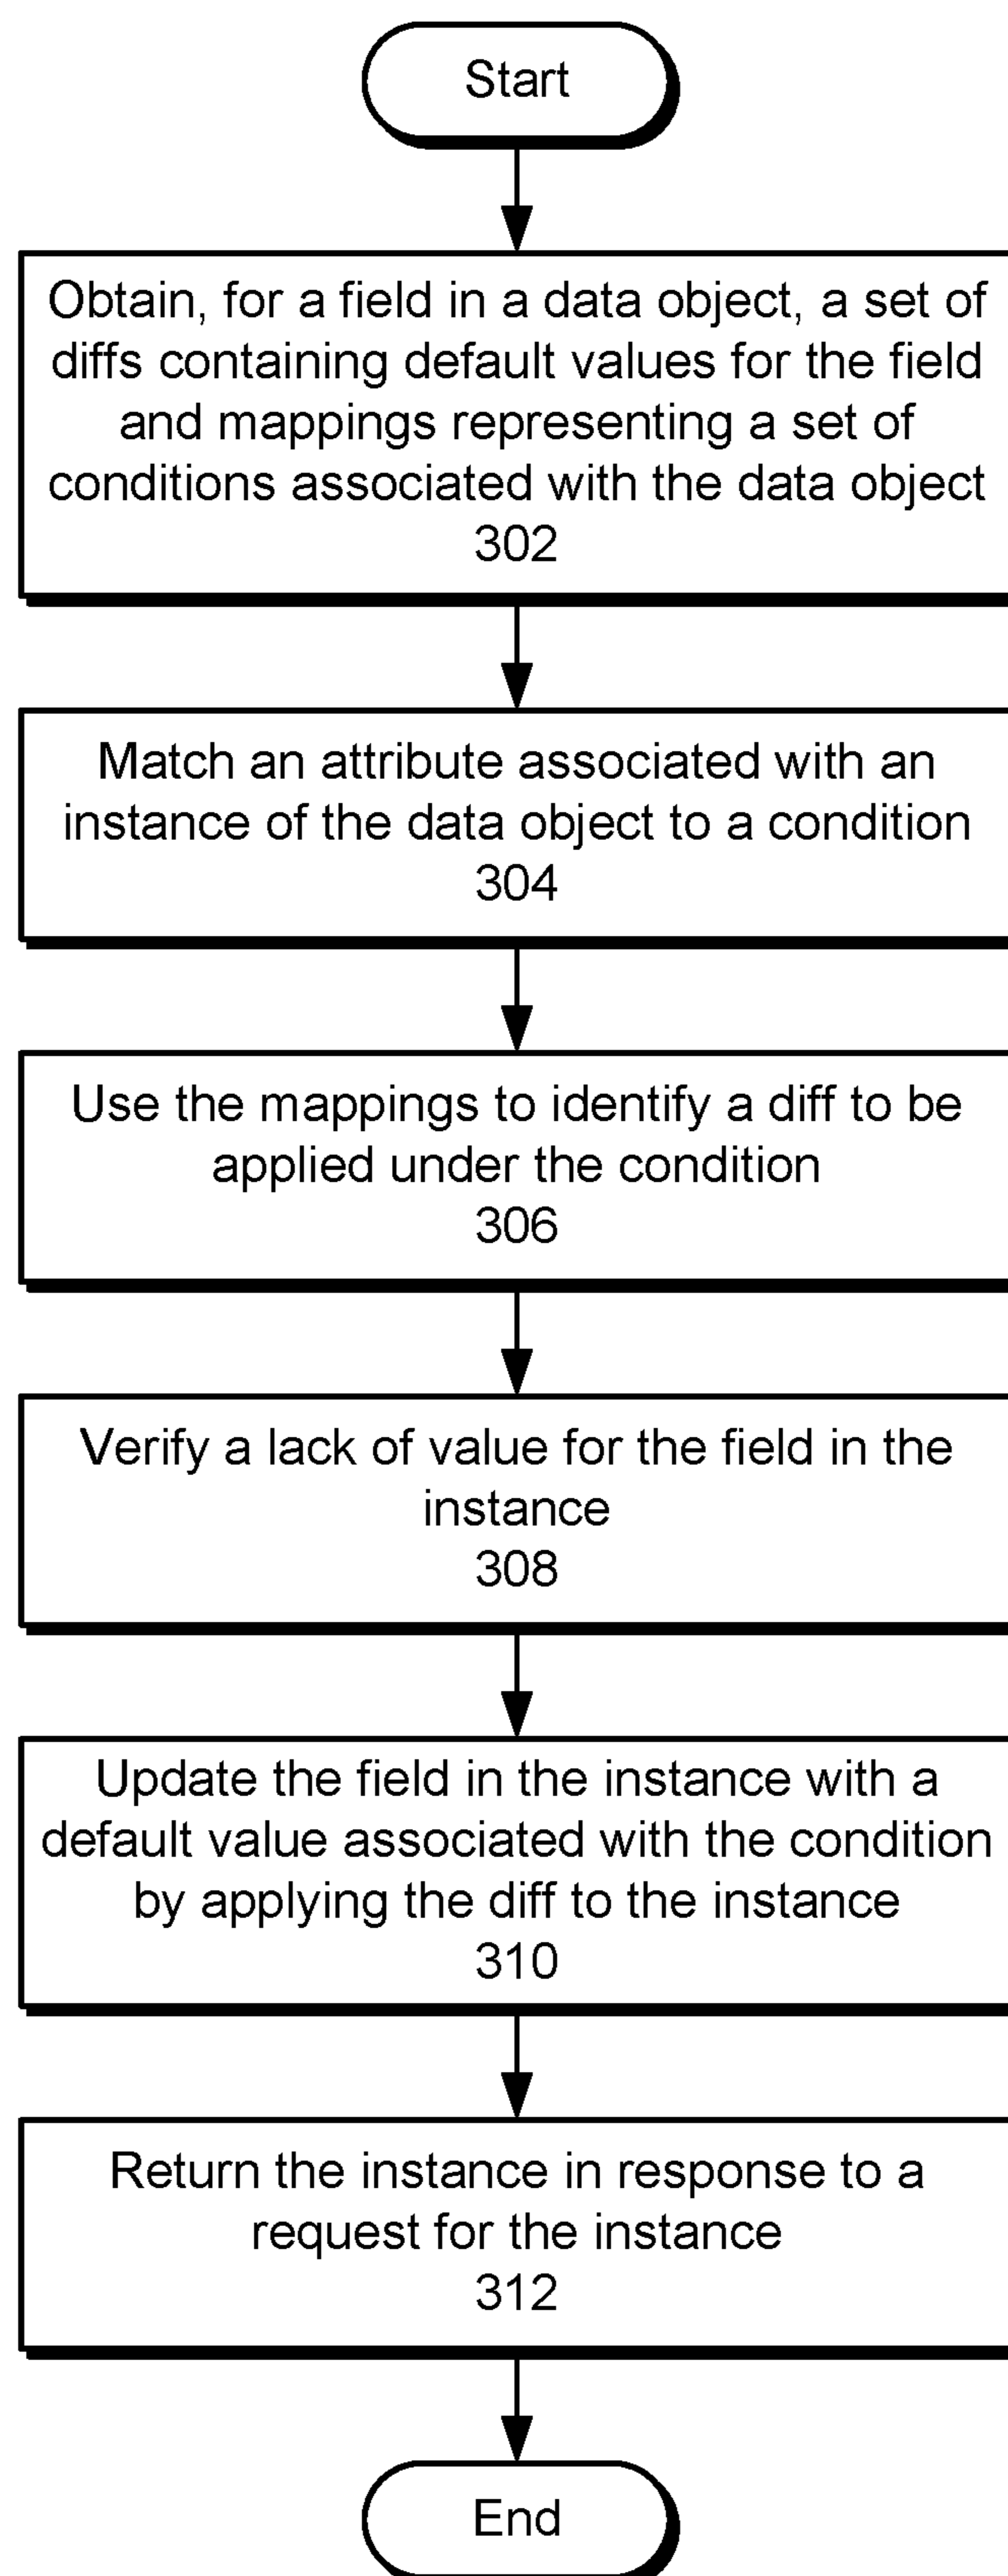 Start
Obtain, for a field in a data object, a set of
diffs containing default values for the field
and mappings representing a set of
conditions associated with the data object
302
Match an attribute associated with an
instance of the data object to a condition
304
Use the mappings to identify a diff to be
applied under the condition
306
Verify a lack of value for the field in the
instance
308
Update the field in the instance with a
default value associated with the condition
by applying the diff to the instance
310
Return the instance in response to a
request for the instance
312
End